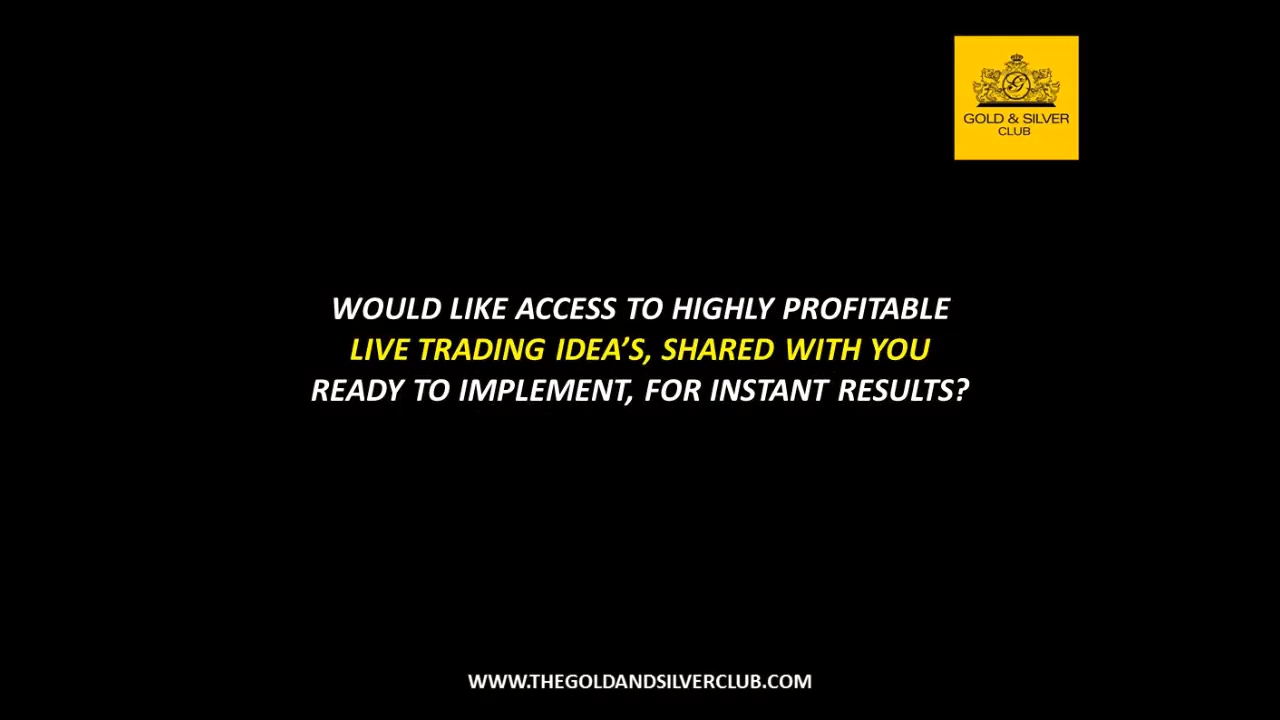 GOLD & SILVER
CLUB
WOULD LIKE ACCESS TO HIGHLY PROFITABLE
LIVE TRADING IDEA’S, SHARED WITH YOU
READY TO IMPLEMENT, FOR INSTANT RESULTS?
WWW.THEGOLDANDSILVERCLUB.COM